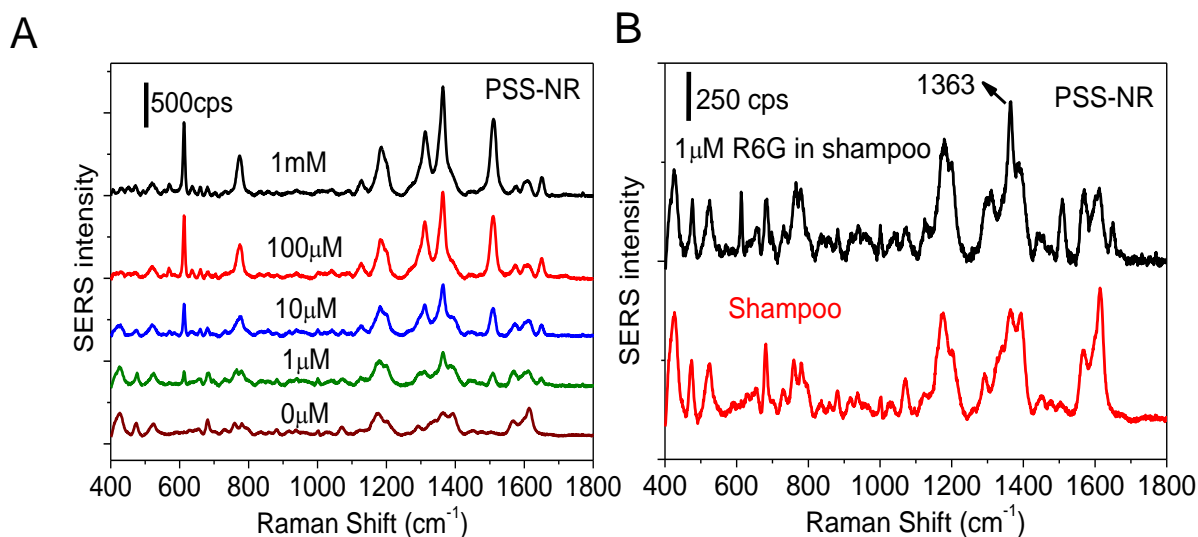 A
500cps
PSS-NR
1mM
100μM
10μM
1μM
0μM
SERS intensity
400 600 800 1000 1200 1400 1600 1800
Raman Shift (cm⁻¹)
B
250 cps
1363
PSS-NR
1μM R6G in shampoo
Shampoo
SERS intensity
400 600 800 1000 1200 1400 1600 1800
Raman Shift (cm⁻¹)